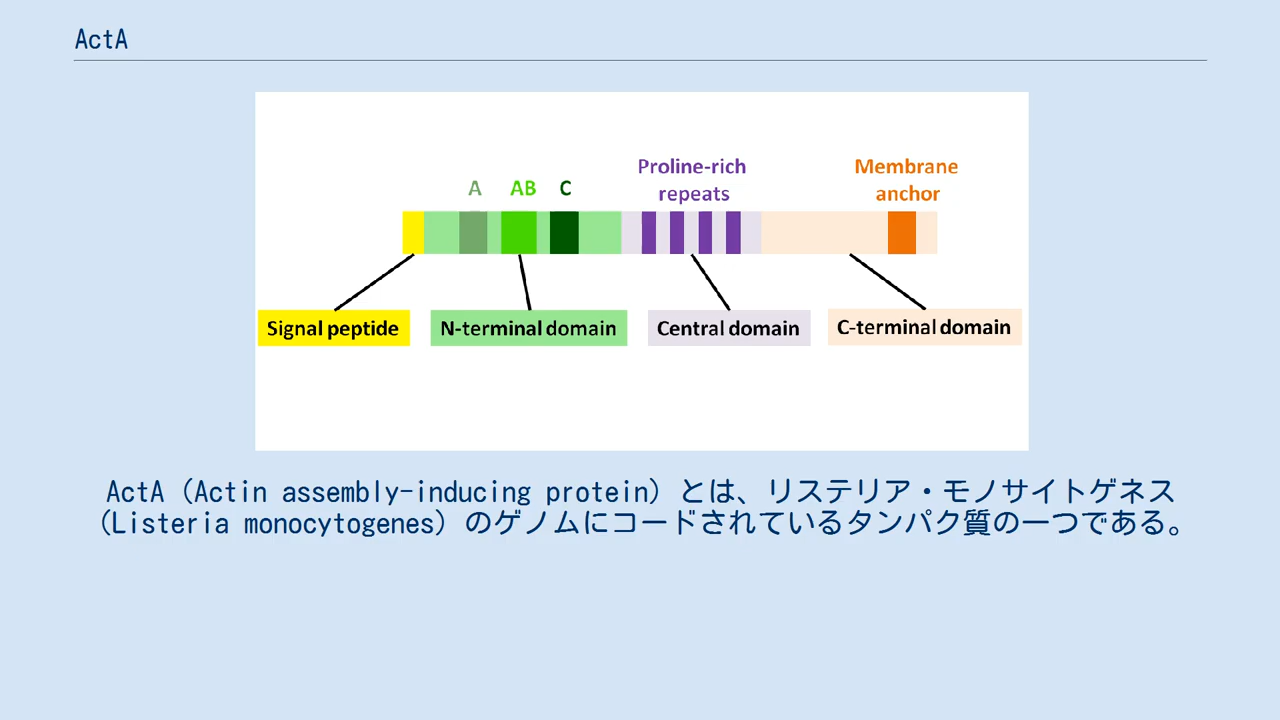 ActA
Proline-rich
repeats
Membrane
anchor
A AB C
Signal peptide
N-terminal domain
Central domain
C-terminal domain
ActA（Actin assembly-inducing protein）とは、リステリア・モノサイトゲネス
（Listeria monocytogenes）のゲノムにコードされているタンパク質の一つである。